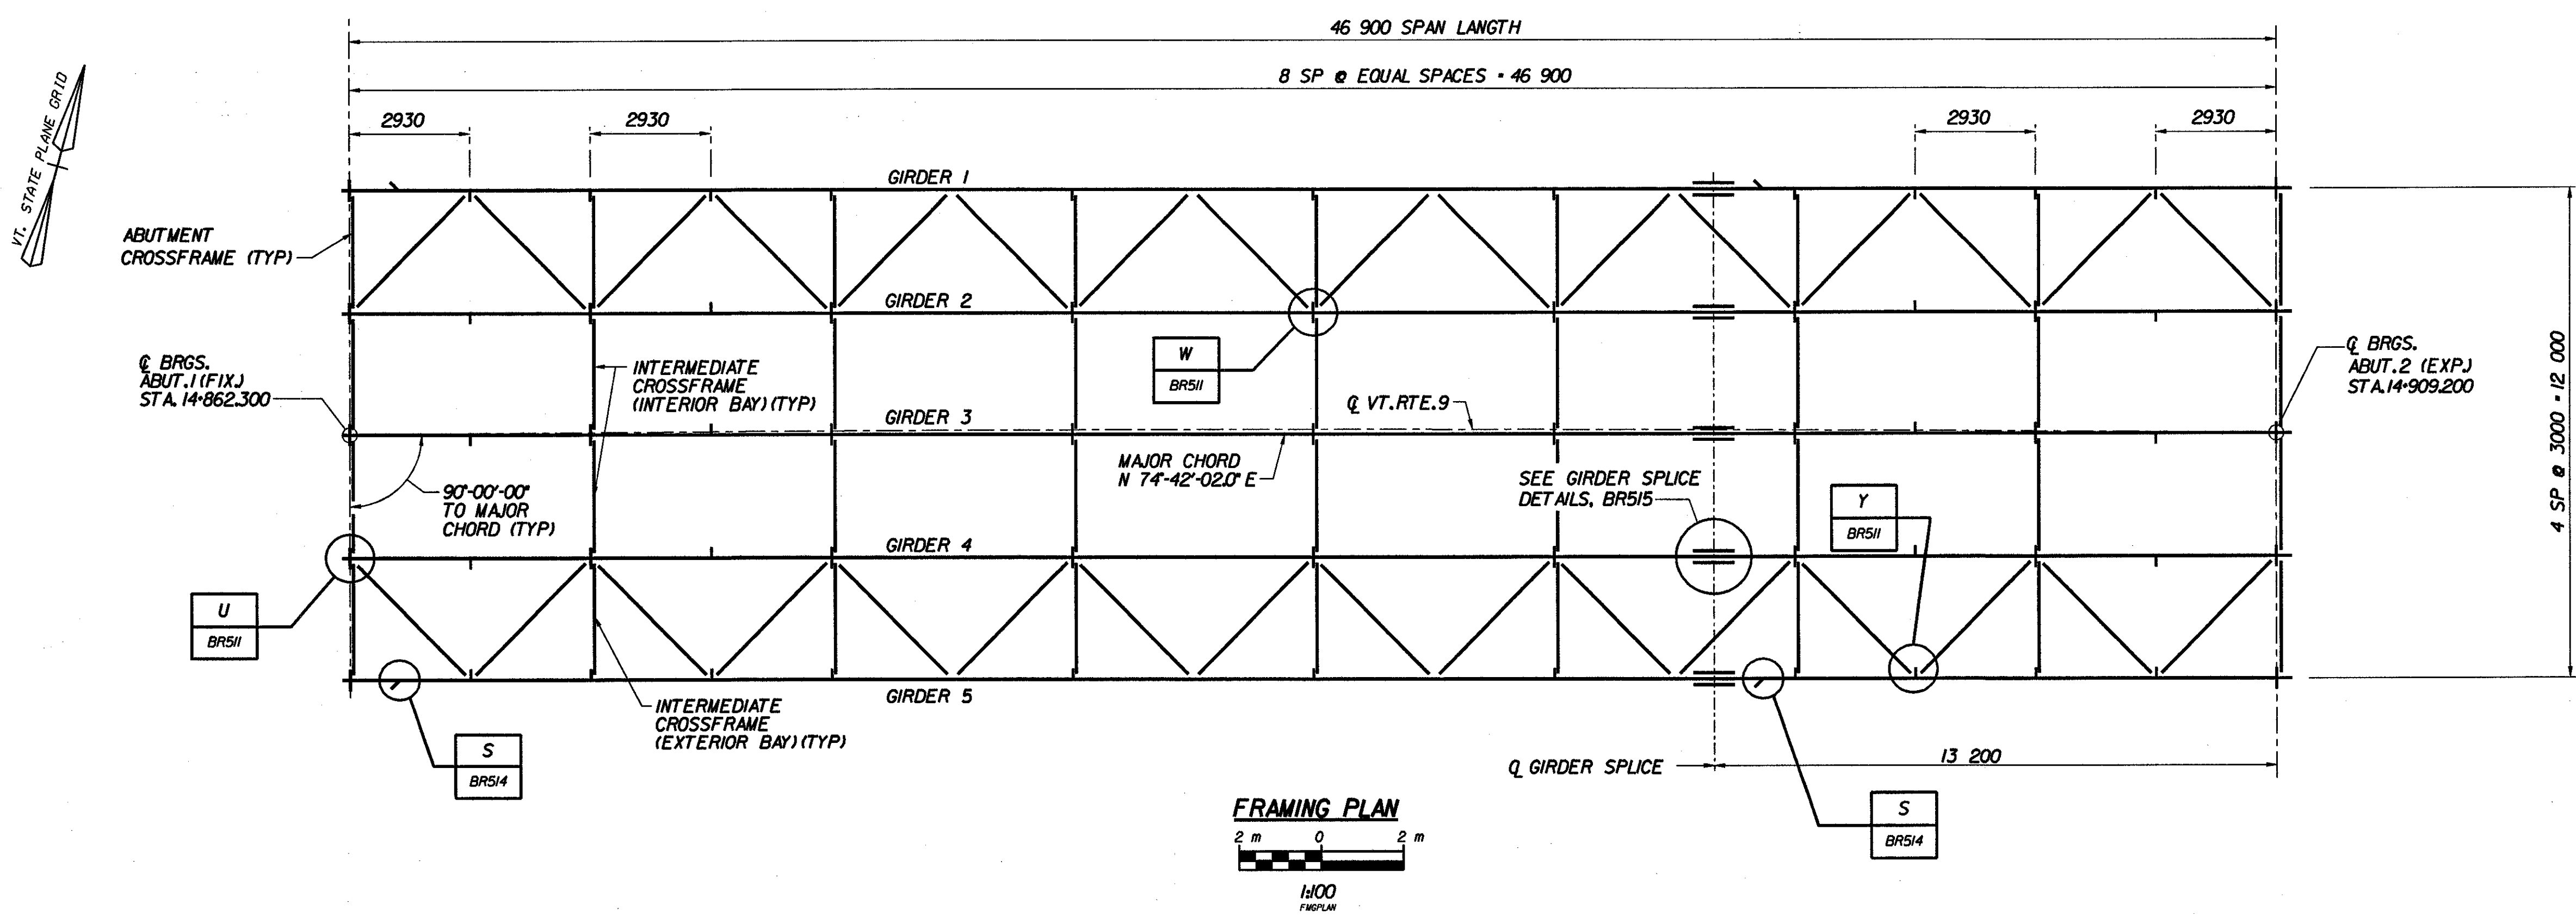 46 900 SPAN LANGTH
8 SP @ EQUAL SPACES = 46 900
2930
2930
2930
2930
VT. STATE PLANE GRID
GIRDER 1
ABUTMENT
CROSSFRAME (TYP)
GIRDER 2
W
BR511
℄ BRGS.
ABUT.1 (FIX.)
STA. 14+862.300
INTERMEDIATE
CROSSFRAME
(INTERIOR BAY) (TYP)
GIRDER 3
℄ VT. RTE. 9
℄ BRGS.
ABUT.2 (EXP.)
STA. 14+909.200
4 SP @ 3000 = 12 000
MAJOR CHORD
N 74°-42'-02.0" E
90°-00'-00"
TO MAJOR
CHORD (TYP)
SEE GIRDER SPLICE
DETAILS, BR515
Y
BR511
GIRDER 4
U
BR511
GIRDER 5
INTERMEDIATE
CROSSFRAME
(EXTERIOR BAY) (TYP)
S
BR514
℄ GIRDER SPLICE
13 200
S
BR514
FRAMING PLAN
2 m 0 2 m
1:100
FMGPLAN